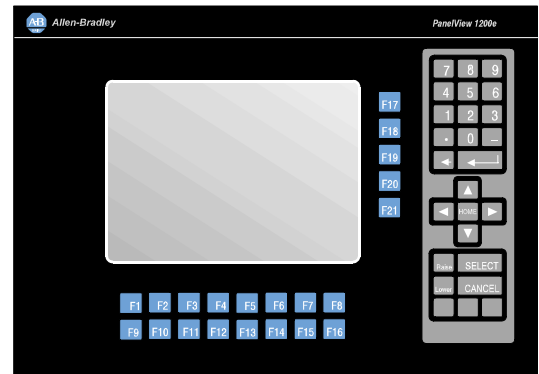 AB Allen-Bradley
PanelView 1200e
7 8 9
4 5 6
1 2 3
. 0 –
F17
F18
F19
F20
F21
HOME
Raise SELECT
Lower CANCEL
F1 F2 F3 F4 F5 F6 F7 F8
F9 F10 F11 F12 F13 F14 F15 F16